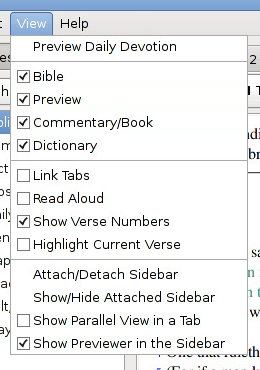 View Help
Preview Daily Devotion
Bible
Preview
Commentary/Book
Dictionary
Link Tabs
Read Aloud
Show Verse Numbers
Highlight Current Verse
Attach/Detach Sidebar
Show/Hide Attached Sidebar
Show Parallel View in a Tab
Show Previewer in the Sidebar